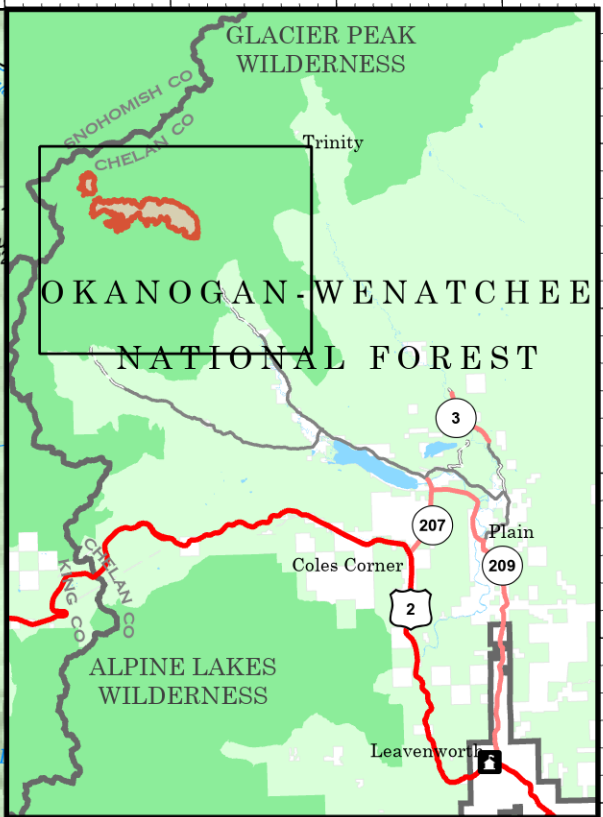 GLACIER PEAK
WILDERNESS
SNOHOMISH CO
CHELAN CO
Trinity
OKANOGAN-WENATCHEE
NATIONAL FOREST
3
207
Plain
Coles Corner
209
CHELAN CO
KING CO
2
ALPINE LAKES
WILDERNESS
Leavenworth